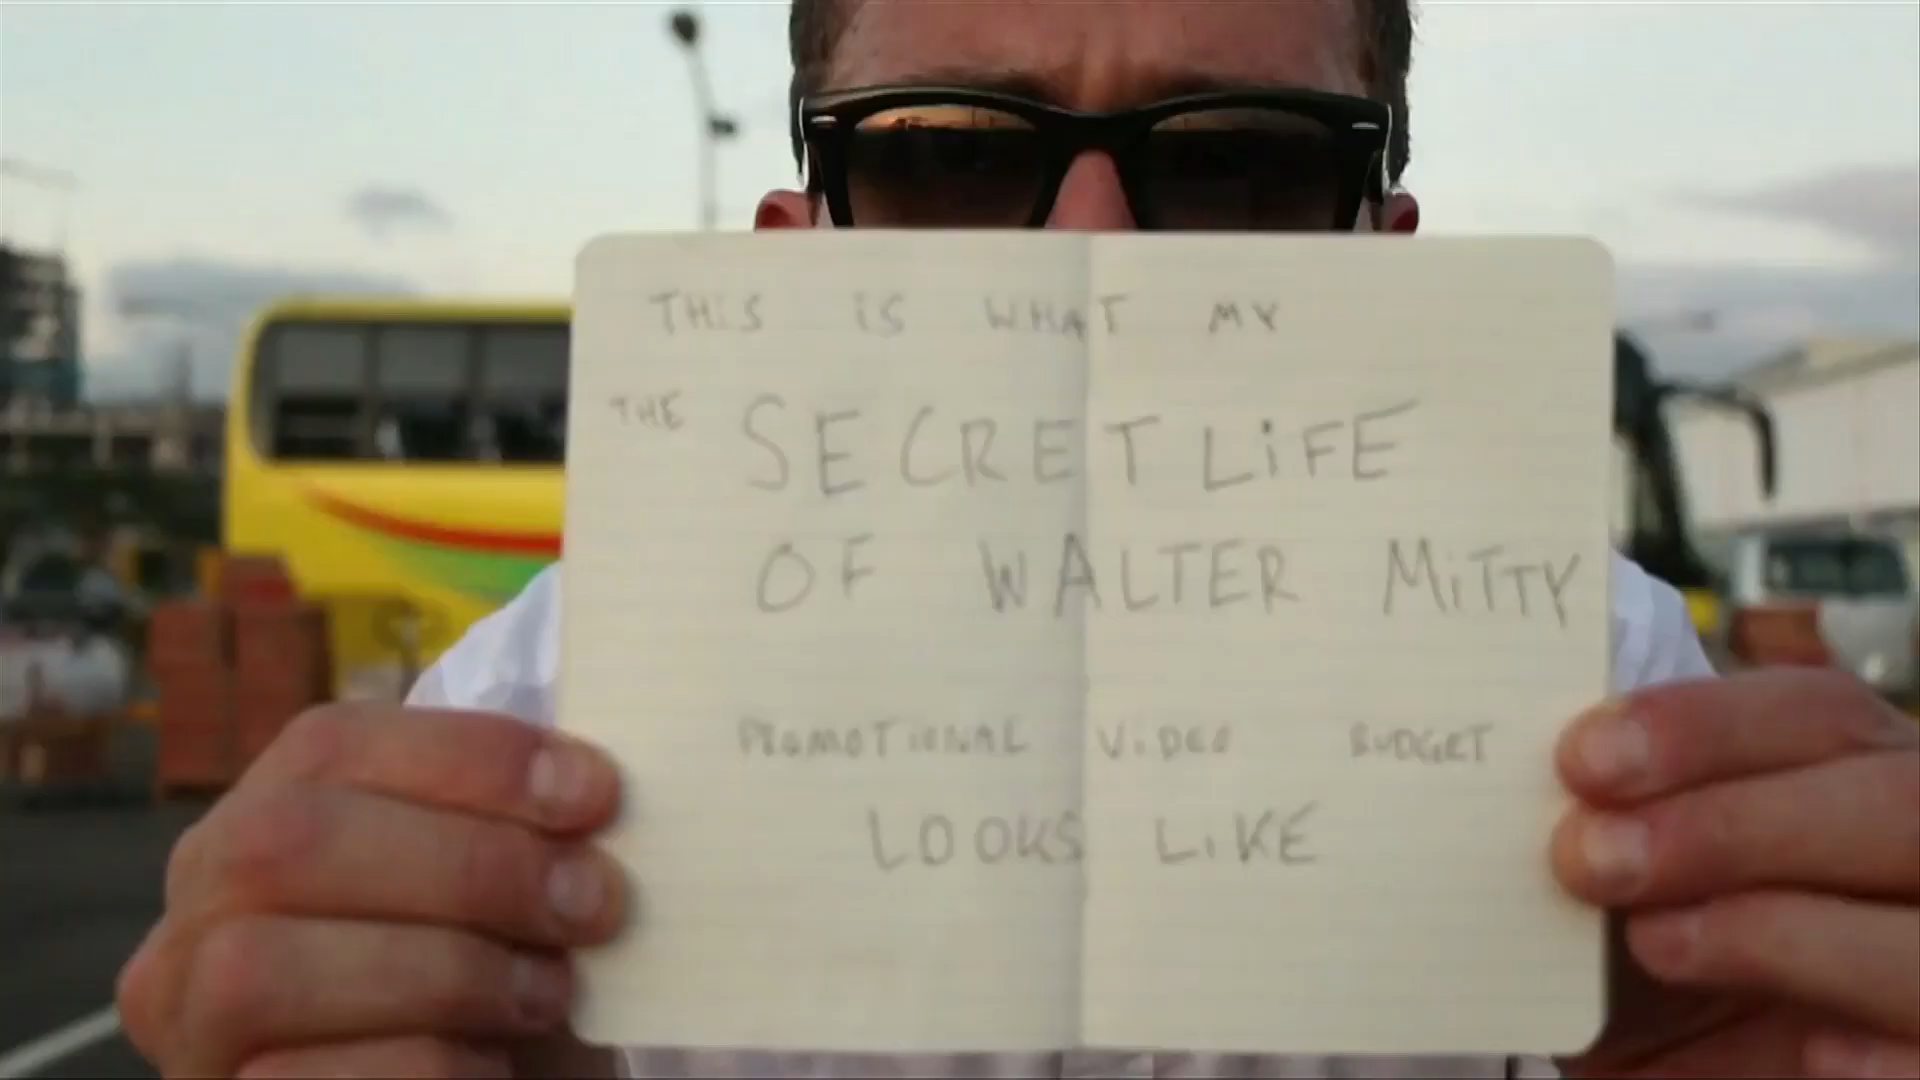 THIS IS WHAT MY
THE SECRET LIFE
OF WALTER MITTY
PROMOTIONAL VIDEO BUDGET
LOOKS LIKE